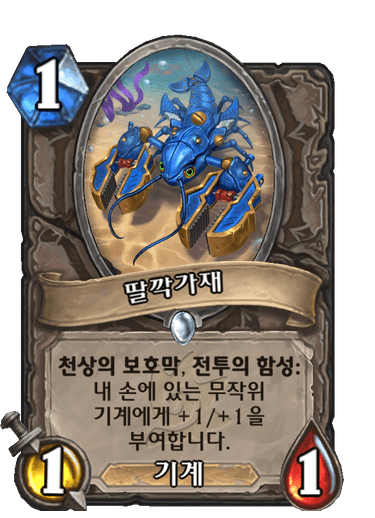 1
딸깍가재
천상의 보호막, 전투의 함성:
내 손에 있는 무작위
기계에게 +1/+1을
부여합니다.
1
기계
1